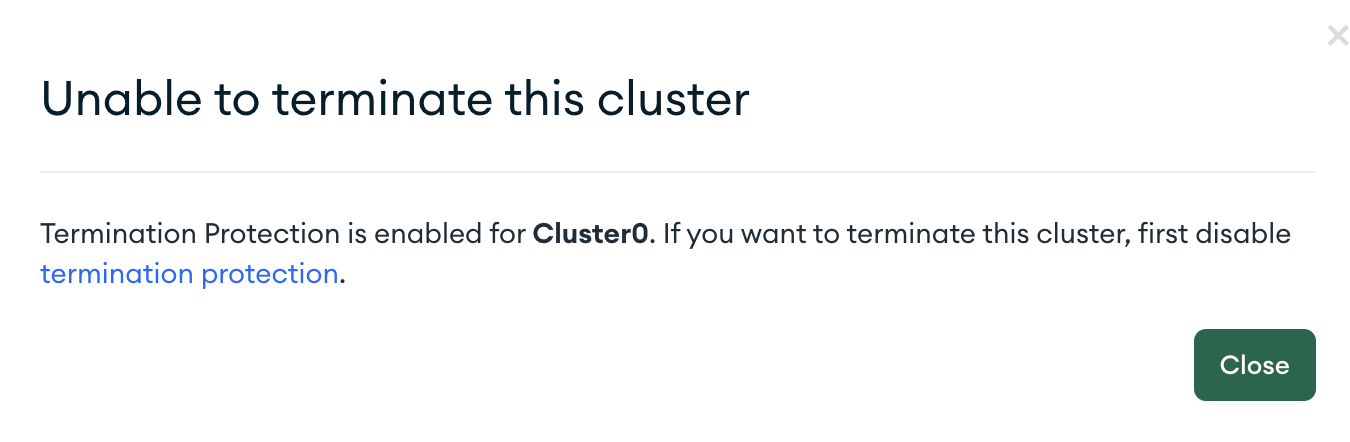 Unable to terminate this cluster
Termination Protection is enabled for Cluster0. If you want to terminate this cluster, first disable
termination protection.
Close